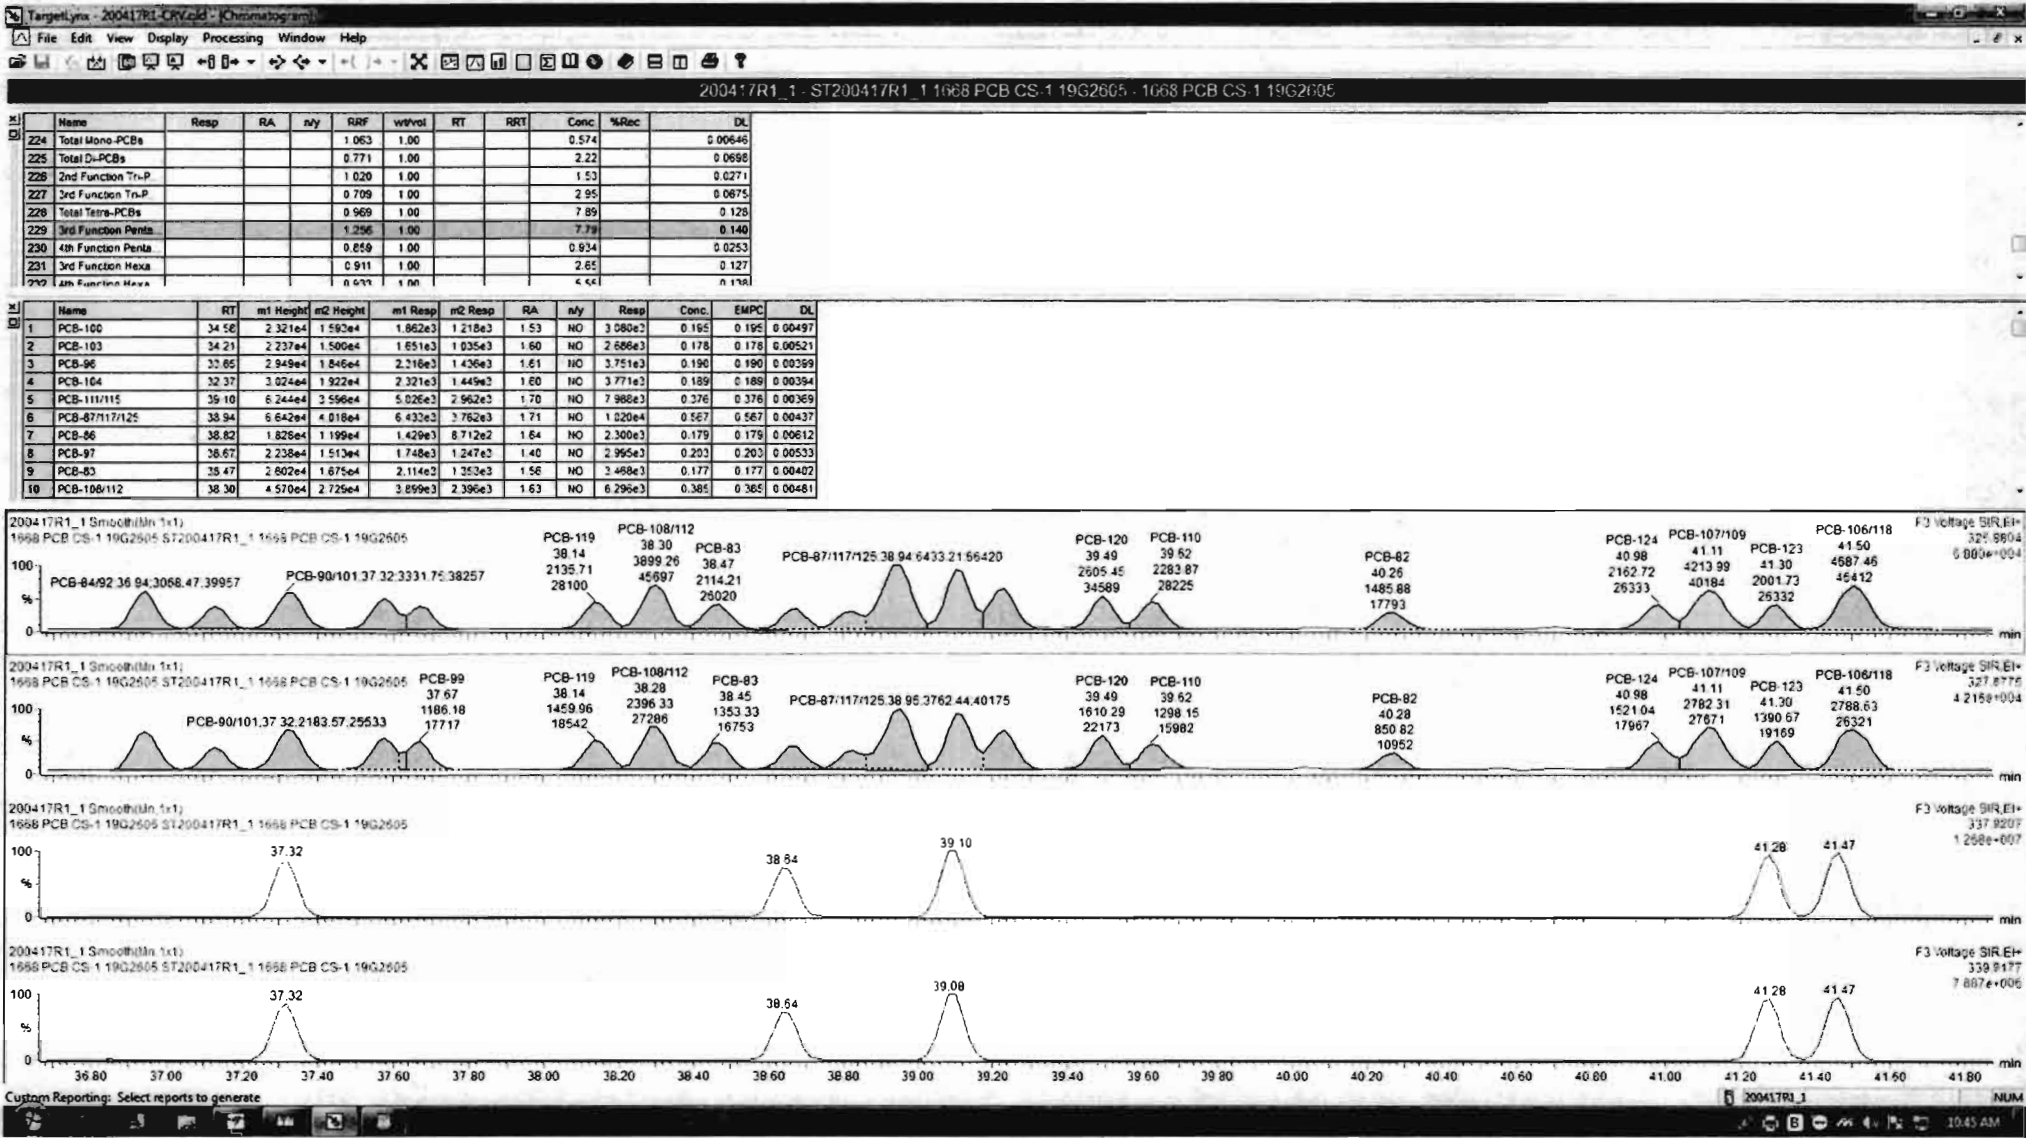 TargetLynx - 200417R1-CRV.qld - [Chromatogram]
File Edit View Display Processing Window Help
200417R1_1 - ST200417R1_1 1668 PCB CS-1 19G2605 - 1668 PCB CS-1 19G2605
Name Resp RA n/y RRF wt/vol RT RRT Conc %Rec DL
224 Total Mono-PCBs 1.063 1.00 0.574 0.00646
225 Total Di-PCBs 0.771 1.00 2.22 0.0698
226 2nd Function Tri-P... 1.020 1.00 1.53 0.0271
227 3rd Function Tri-P... 0.709 1.00 2.95 0.0675
228 Total Tetra-PCBs 0.969 1.00 7.89 0.128
229 3rd Function Penta... 1.256 1.00 7.79 0.140
230 4th Function Penta... 0.859 1.00 0.934 0.0253
231 3rd Function Hexa... 0.911 1.00 2.65 0.127
232 4th Function Hexa... 0.933 1.00 0.138
Name RT m1 Height m2 Height m1 Resp m2 Resp RA n/y Resp Conc. EMPC DL
1 PCB-100 34.56 2.321e4 1.592e4 1.862e3 1.218e3 1.53 NO 3.080e3 0.195 0.195 0.00497
2 PCB-103 34.21 2.237e4 1.500e4 1.651e3 1.035e3 1.60 NO 2.686e3 0.178 0.178 0.00521
3 PCB-96 32.65 2.949e4 1.846e4 2.316e3 1.436e3 1.61 NO 3.751e3 0.190 0.190 0.00399
4 PCB-104 32.37 3.024e4 1.922e4 2.321e3 1.449e3 1.60 NO 3.771e3 0.189 0.189 0.00394
5 PCB-111/115 39.10 6.244e4 3.596e4 5.026e3 2.962e3 1.70 NO 7.988e3 0.376 0.376 0.00369
6 PCB-87/117/125 38.94 6.642e4 4.018e4 6.433e3 3.762e3 1.71 NO 1.020e4 0.567 0.567 0.00437
7 PCB-86 38.82 1.826e4 1.199e4 1.429e3 8.712e2 1.64 NO 2.300e3 0.179 0.179 0.00612
8 PCB-97 38.67 2.238e4 1.513e4 1.748e3 1.247e3 1.40 NO 2.995e3 0.203 0.203 0.00533
9 PCB-83 38.47 2.602e4 1.675e4 2.114e3 1.353e3 1.56 NO 3.468e3 0.177 0.177 0.00402
10 PCB-108/112 38.30 4.570e4 2.729e4 3.899e3 2.396e3 1.63 NO 6.296e3 0.385 0.385 0.00481
200417R1_1 Smooth(Mn,1x1)
1668 PCB CS-1 19G2605 ST200417R1_1 1668 PCB CS-1 19G2605
F3 Voltage SIR,EI+
325.8804
6.880e+004
PCB-84/92 36.94;3068.47;39957
PCB-90/101,37.32;3331.75;38257
PCB-119
38.14
2135.71
28100
PCB-108/112
38.30
3899.26
45697
PCB-83
38.47
2114.21
26020
PCB-87/117/125.38.94 6433.21;66420
PCB-120
39.49
2605.45
34589
PCB-110
39.62
2283.87
28225
PCB-82
40.26
1485.88
17793
PCB-124
40.98
2162.72
26333
PCB-107/109
41.11
4213.99
40184
PCB-123
41.30
2001.73
26332
PCB-106/118
41.50
4587.46
45412
100
%
0
min
200417R1_1 Smooth(Mn,1x1)
1668 PCB CS-1 19G2605 ST200417R1_1 1668 PCB CS-1 19G2605
F3 Voltage SIR,EI+
327.8775
4.216e+004
PCB-90/101,37.32;2183.57;25533
PCB-99
37.67
1186.18
17717
PCB-119
38.14
1459.96
18542
PCB-108/112
38.28
2396.33
27286
PCB-83
38.45
1353.33
16753
PCB-87/117/125.38.95.3762.44;40175
PCB-120
39.49
1610.29
22173
PCB-110
39.62
1298.15
15982
PCB-82
40.28
850.82
10952
PCB-124
40.98
1521.04
17967
PCB-107/109
41.11
2782.31
27671
PCB-123
41.30
1390.67
19169
PCB-106/118
41.50
2788.63
26321
100
%
0
min
200417R1_1 Smooth(Mn,1x1)
1668 PCB CS-1 19G2605 ST200417R1_1 1668 PCB CS-1 19G2605
F3 Voltage SIR,EI+
337.9207
1.268e+007
37.32 38.64 39.10 41.28 41.47
100
%
0
min
200417R1_1 Smooth(Mn,1x1)
1668 PCB CS-1 19G2605 ST200417R1_1 1668 PCB CS-1 19G2605
F3 Voltage SIR,EI+
339.9177
7.887e+006
37.32 38.64 39.08 41.28 41.47
100
%
0
min
36.80 37.00 37.20 37.40 37.60 37.80 38.00 38.20 38.40 38.60 38.80 39.00 39.20 39.40 39.60 39.80 40.00 40.20 40.40 40.60 40.80 41.00 41.20 41.40 41.60 41.80
Custom Reporting: Select reports to generate
200417R1_1
NUM
10:45 AM